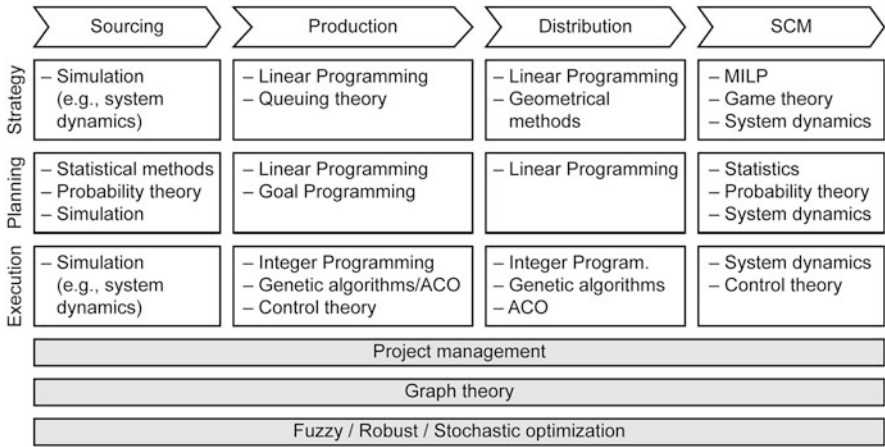 Sourcing
Production
Distribution
SCM
Strategy
– Simulation
(e.g., system
dynamics)
– Linear Programming
– Queuing theory
– Linear Programming
– Geometrical
methods
– MILP
– Game theory
– System dynamics
Planning
– Statistical methods
– Probability theory
– Simulation
– Linear Programming
– Goal Programming
– Linear Programming
– Statistics
– Probability theory
– System dynamics
Execution
– Simulation
(e.g., system
dynamics)
– Integer Programming
– Genetic algorithms/ACO
– Control theory
– Integer Program.
– Genetic algorithms
– ACO
– System dynamics
– Control theory
Project management
Graph theory
Fuzzy / Robust / Stochastic optimization